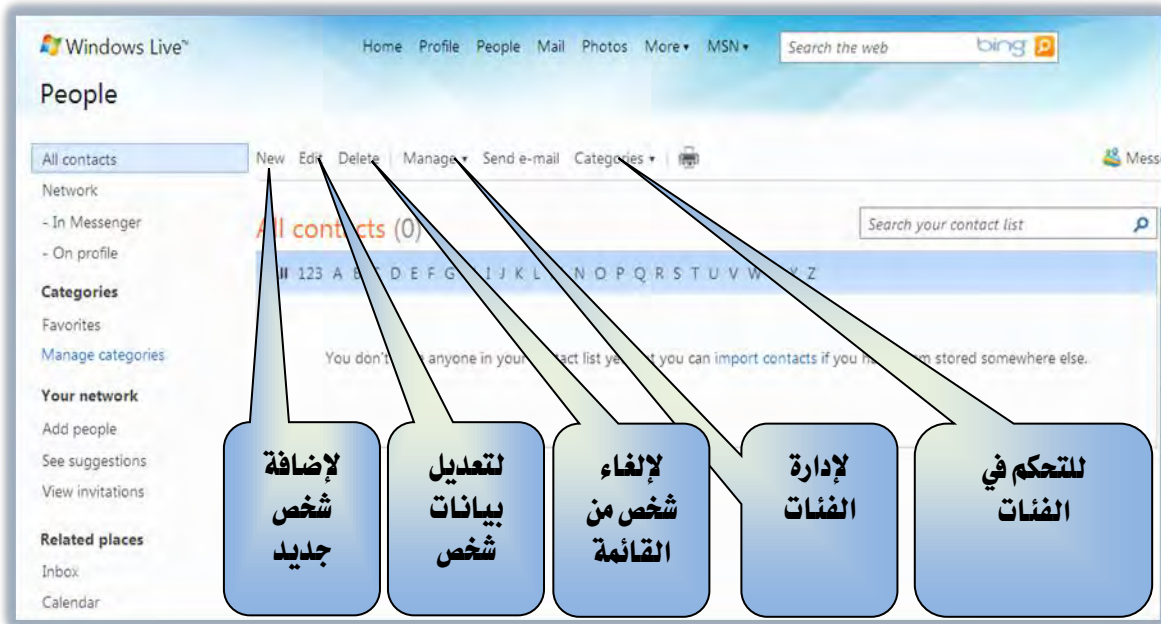 Windows Live™
Home Profile People Mail Photos More MSN
Search the web
bing
People
All contacts
New Edit Delete Manage Send e-mail Categories
Network
- In Messenger
- On profile
All contacts (0)
Search your contact list
123 A B D E F G I J K L N O P Q R S T U V W Z
Categories
Favorites
Manage categories
You don't anyone in your list you can import contacts if you stored somewhere else.
Your network
Add people
See suggestions
View invitations
Related places
Inbox
Calendar
لإضافة
شخص
جديد
لتعديل
بيانات
شخص
لإلغاء
شخص من
القائمة
لإدارة
الفئات
للتحكم في
الفئات